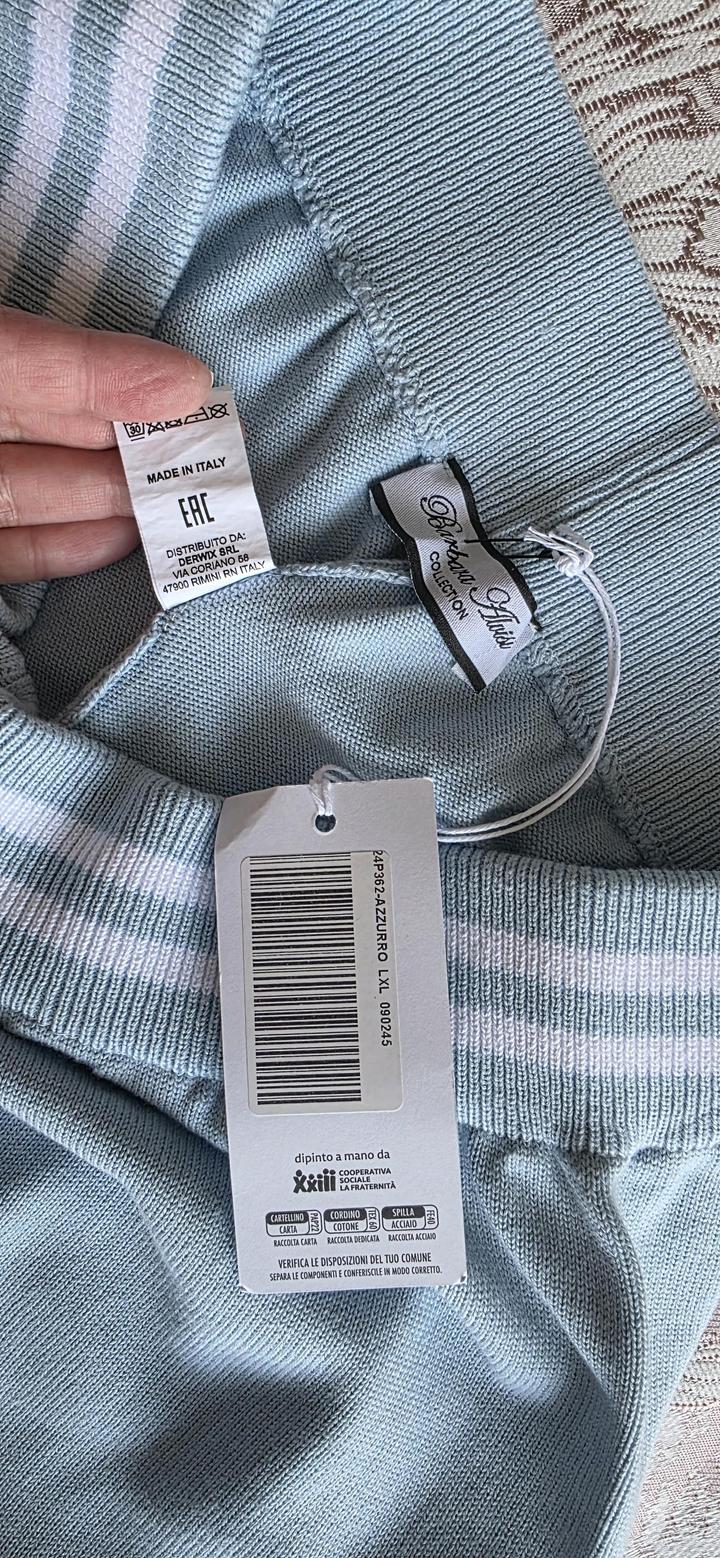 30
MADE IN ITALY
EAC
DISTRIBUITO DA:
DERWIX SRL
VIA CORIANO 58
47900 RIMINI RN ITALY
Barbara Alvisi
COLLECTION
24P362-AZZURRO LXL 090245
dipinto a mano da
XXIII COOPERATIVA
SOCIALE
LA FRATERNITÀ
CARTELLINO
CARTA
PAP22
RACCOLTA CARTA
CORDINO
COTONE
TEX 60
RACCOLTA DEDICATA
SPILLA
ACCIAIO
FE40
RACCOLTA ACCIAIO
VERIFICA LE DISPOSIZIONI DEL TUO COMUNE
SEPARA LE COMPONENTI E CONFERISCILE IN MODO CORRETTO.